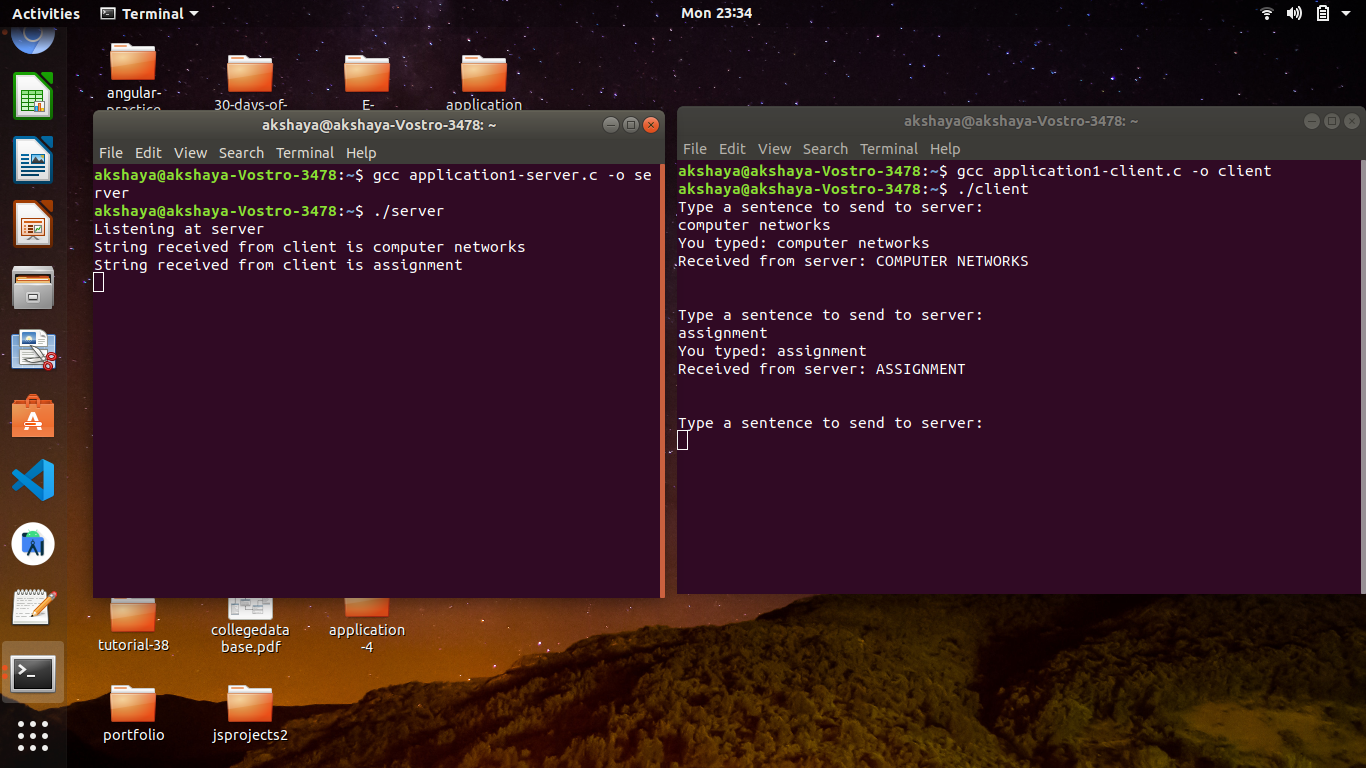 Activities Terminal Mon 23:34
angular-
practice
30-days-of-
E-
application
akshaya@akshaya-Vostro-3478: ~
File Edit View Search Terminal Help
akshaya@akshaya-Vostro-3478:~$ gcc application1-server.c -o se
rver
akshaya@akshaya-Vostro-3478:~$ ./server
Listening at server
String received from client is computer networks
String received from client is assignment
akshaya@akshaya-Vostro-3478: ~
File Edit View Search Terminal Help
akshaya@akshaya-Vostro-3478:~$ gcc application1-client.c -o client
akshaya@akshaya-Vostro-3478:~$ ./client
Type a sentence to send to server:
computer networks
You typed: computer networks
Received from server: COMPUTER NETWORKS
Type a sentence to send to server:
assignment
You typed: assignment
Received from server: ASSIGNMENT
Type a sentence to send to server:
tutorial-38
collegedata
base.pdf
application
-4
portfolio
jsprojects2